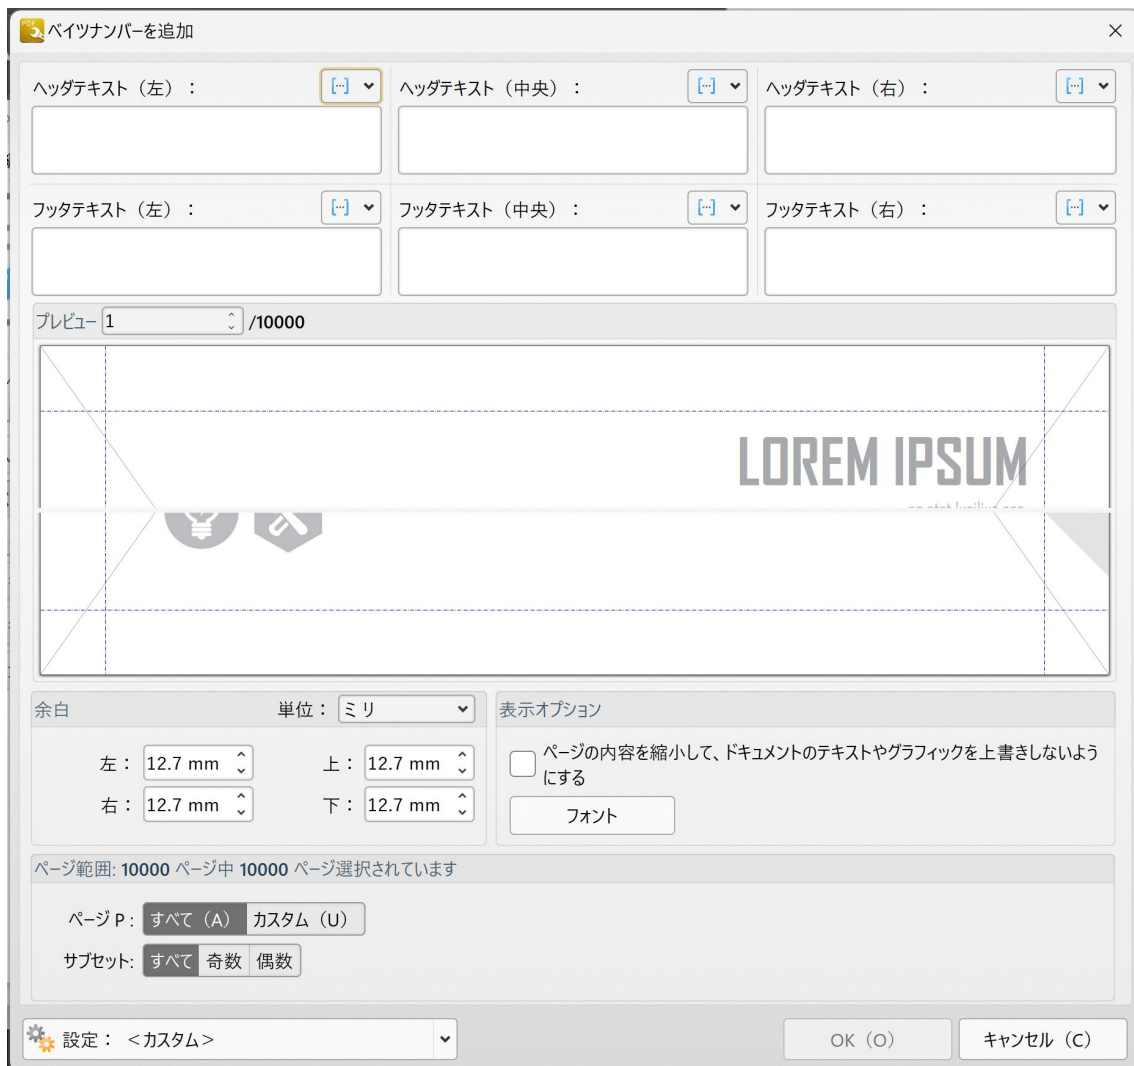 ベイツナンバーを追加
ヘッダテキスト（左）： ヘッダテキスト（中央）： ヘッダテキスト（右）：
フッタテキスト（左）： フッタテキスト（中央）： フッタテキスト（右）：
プレビュー 1 /10000
LOREM IPSUM
余白 単位： ミリ 表示オプション
左： 12.7 mm 上： 12.7 mm ページの内容を縮小して、ドキュメントのテキストやグラフィックを上書きしないよう
にする
右： 12.7 mm 下： 12.7 mm フォント
ページ範囲: 10000 ページ中 10000 ページ選択されています
ページ P : すべて（A） カスタム（U）
サブセット: すべて 奇数 偶数
設定： ＜カスタム＞ OK（O） キャンセル（C）